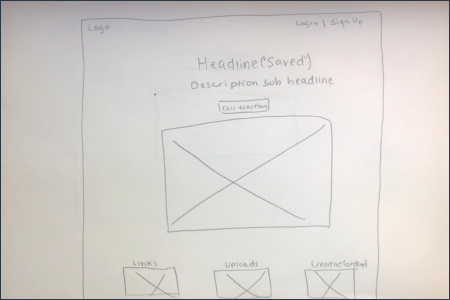 Logo
Login | Sign Up
Headline ("Saved")
Description sub headline
Call to action
Links
Uploads
Create Content